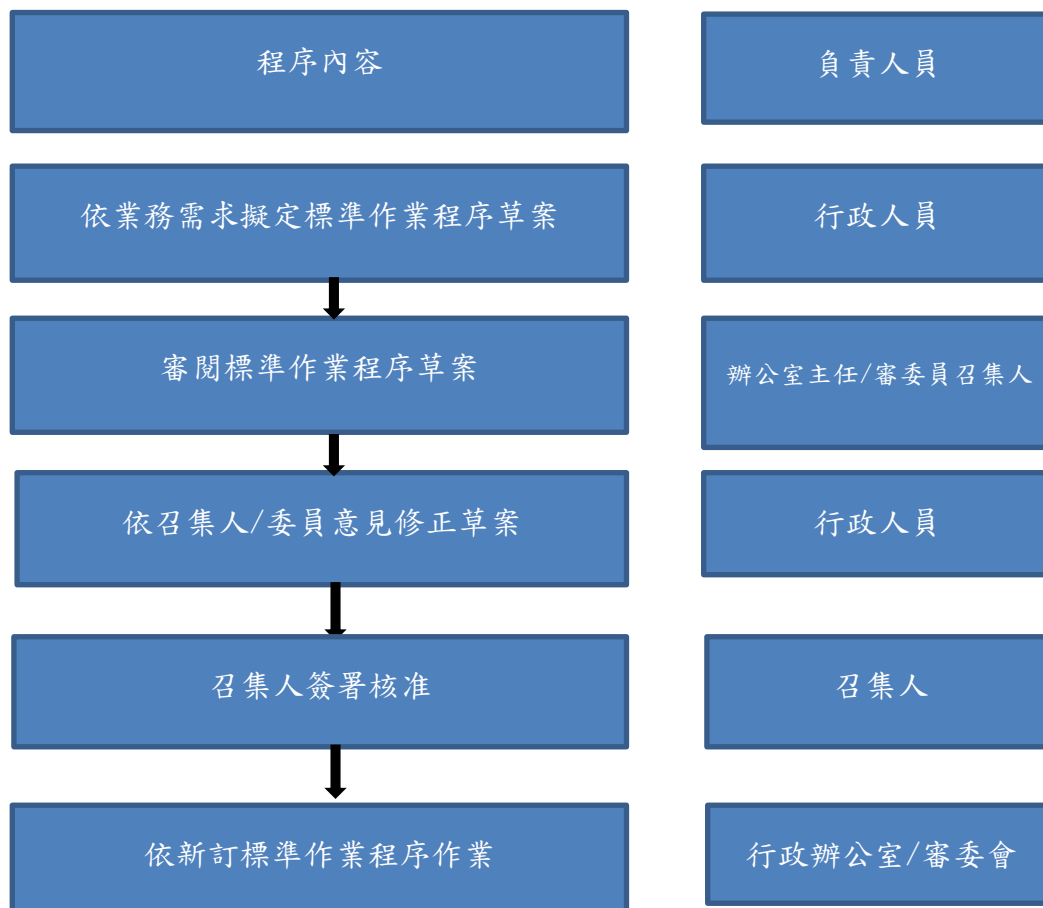 程序內容
負責人員
依業務需求擬定標準作業程序草案
行政人員
審閱標準作業程序草案
辦公室主任/審委員召集人
依召集人/委員意見修正草案
行政人員
召集人簽署核准
召集人
依新訂標準作業程序作業
行政辦公室/審委會